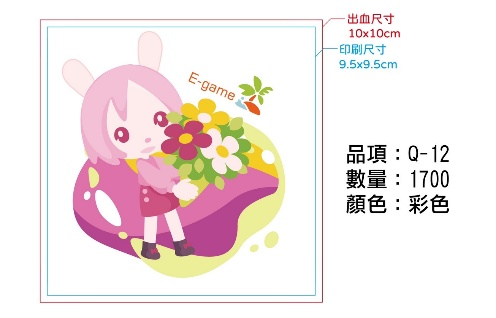 出血尺寸
10x10cm
印刷尺寸
9.5x9.5cm
E-game
品項：Q-12
數量：1700
顏色：彩色